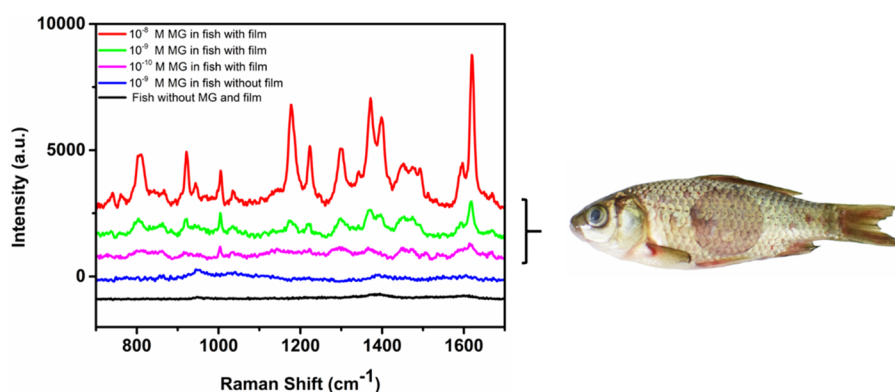 10000
5000
0
Intensity (a.u.)
10⁻⁸ M MG in fish with film
10⁻⁹ M MG in fish with film
10⁻¹⁰ M MG in fish with film
10⁻⁹ M MG in fish without film
Fish without MG and film
800 1000 1200 1400 1600
Raman Shift (cm⁻¹)